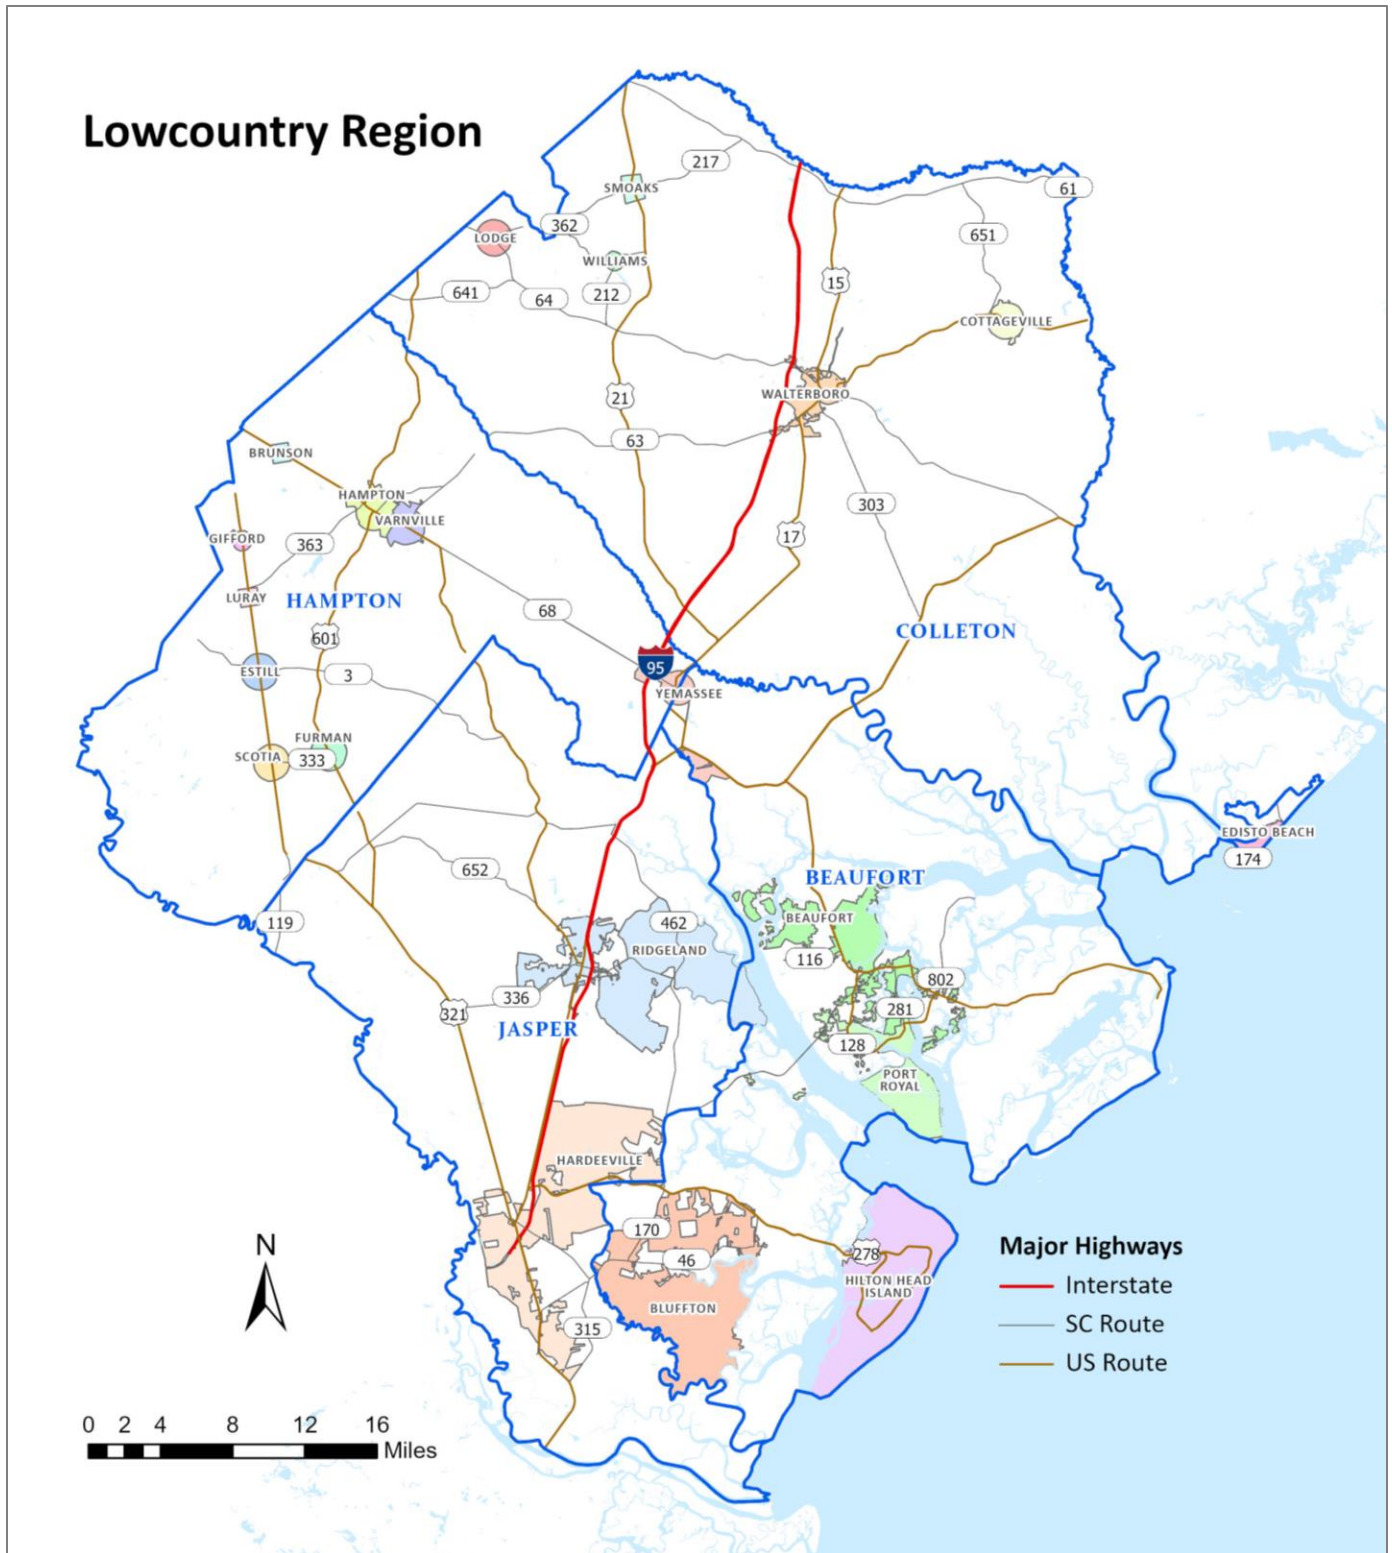 Lowcountry Region
217
61
SMOAKS
362
651
LODGE
WILLIAMS
15
641
64
212
COTTAGEVILLE
21
WALTERBORO
63
BRUNSON
HAMPTON
303
VARNVILLE
17
GIFFORD
363
LURAY
HAMPTON
68
COLLETON
601
95
ESTILL
3
YEMASSEE
FURMAN
SCOTIA
333
EDISTO BEACH
174
652
BEAUFORT
119
462
BEAUFORT
RIDGELAND
116
802
336
281
321
JASPER
128
PORT
ROYAL
HARDEEVILLE
170
46
278
HILTON HEAD
ISLAND
BLUFFTON
315
N
Major Highways
Interstate
SC Route
US Route
0 2 4 8 12 16
Miles